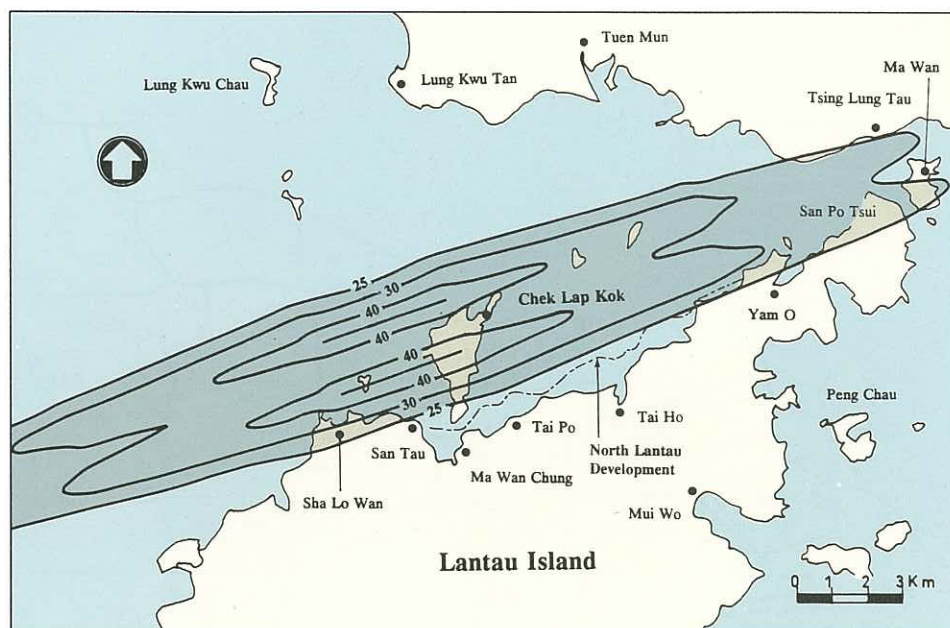 Tuen Mun
Lung Kwu Chau
Lung Kwu Tan
Ma Wan
Tsing Lung Tau
San Po Tsui
25
30
40
40
Chek Lap Kok
40
40
30
25
Yam O
Peng Chau
Tai Ho
Tai Po
San Tau
North Lantau
Development
Ma Wan Chung
Sha Lo Wan
Mui Wo
Lantau Island
0 1 2 3 Km